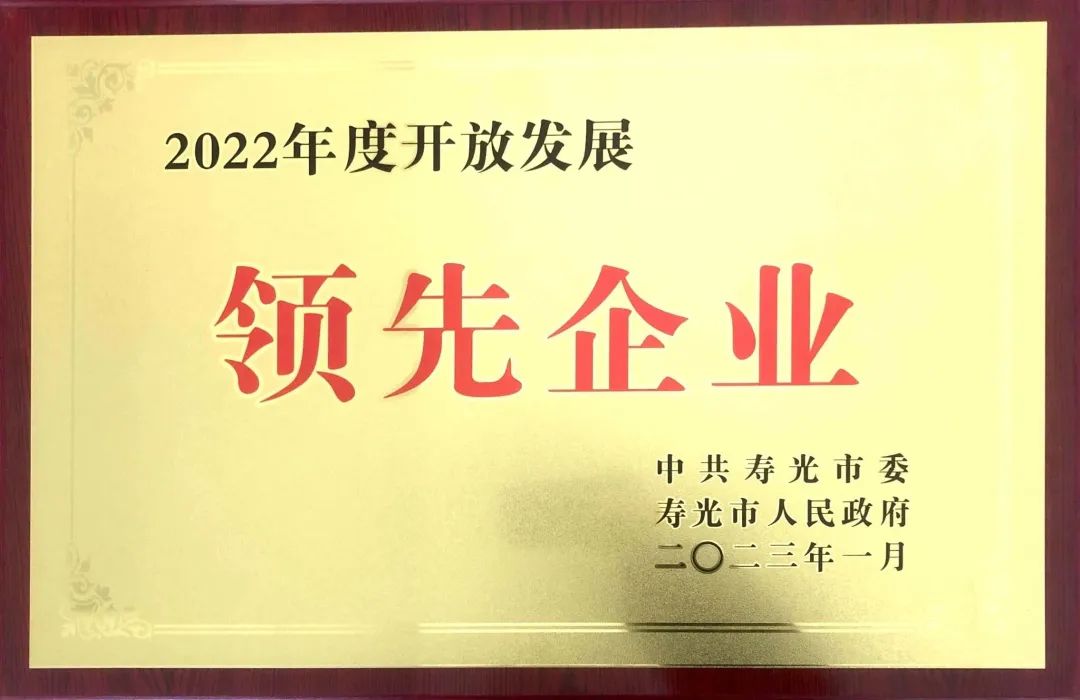 2022年度开放发展
领先企业
中共寿光市委
寿光市人民政府
二〇二三年一月